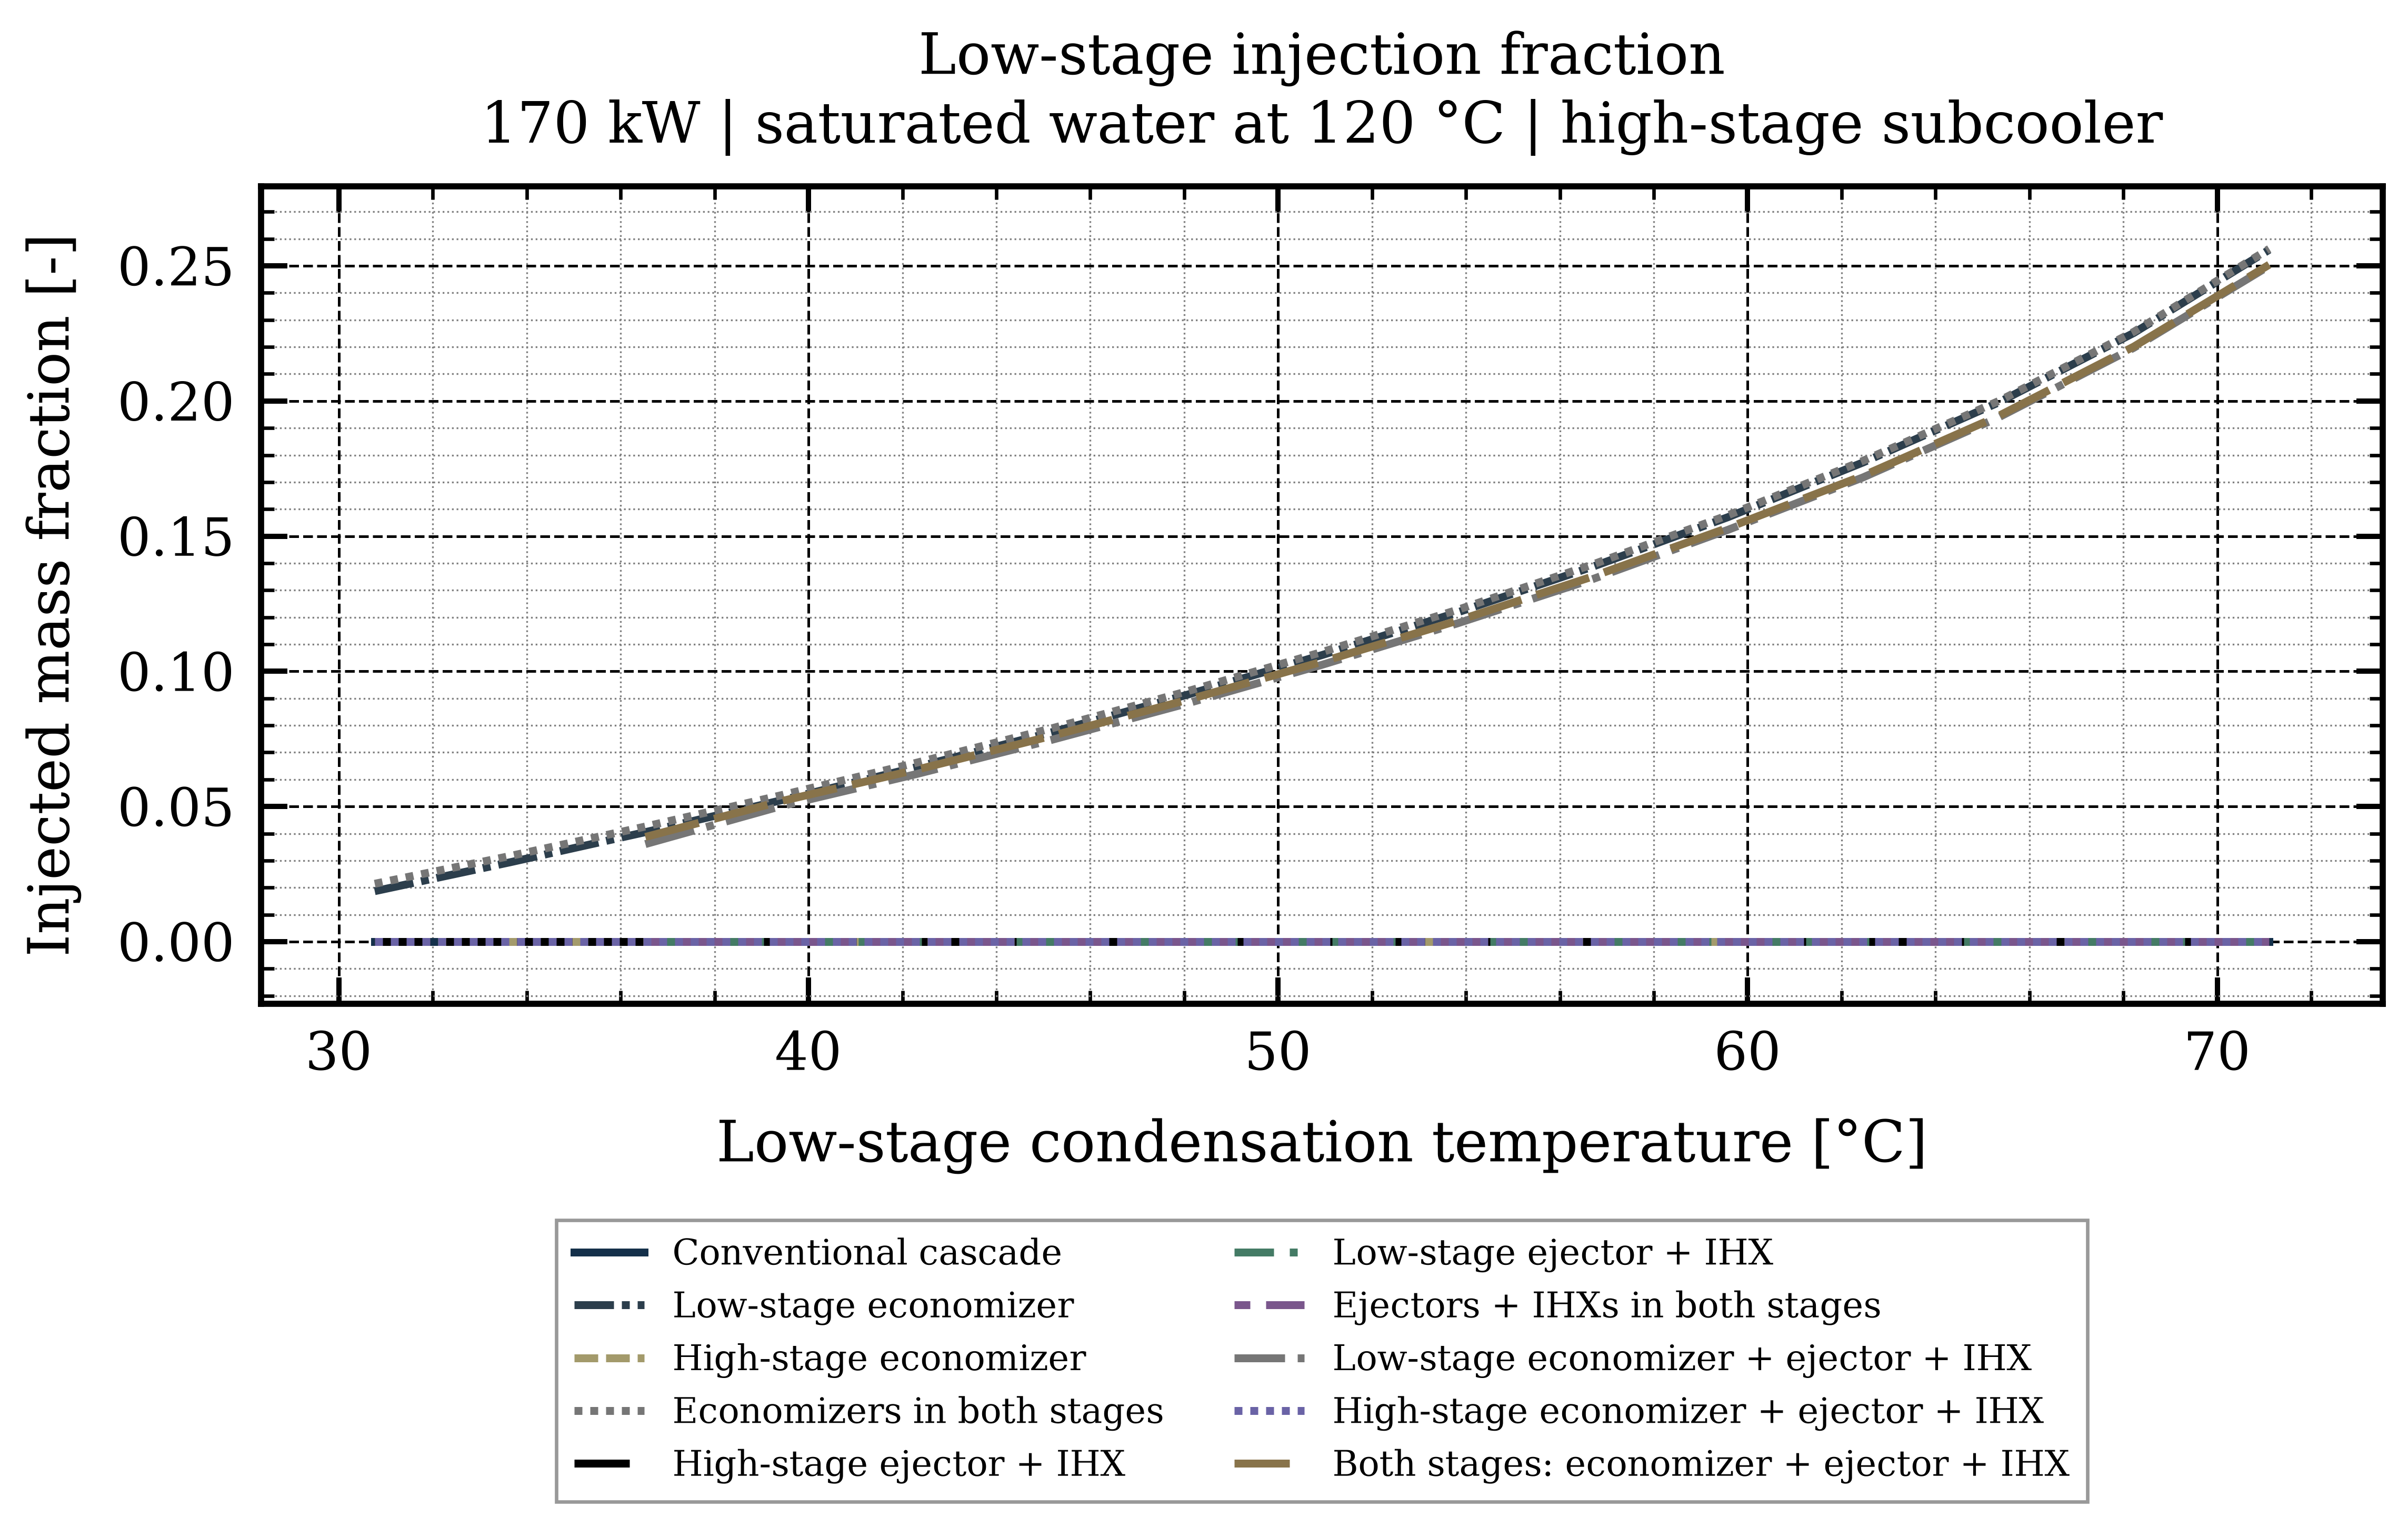 Low-stage injection fraction
170 kW | saturated water at 120 °C | high-stage subcooler
Injected mass fraction [-]
0.25
0.20
0.15
0.10
0.05
0.00
30 40 50 60 70
Low-stage condensation temperature [°C]
Conventional cascade
Low-stage economizer
High-stage economizer
Economizers in both stages
High-stage ejector + IHX
Low-stage ejector + IHX
Ejectors + IHXs in both stages
Low-stage economizer + ejector + IHX
High-stage economizer + ejector + IHX
Both stages: economizer + ejector + IHX